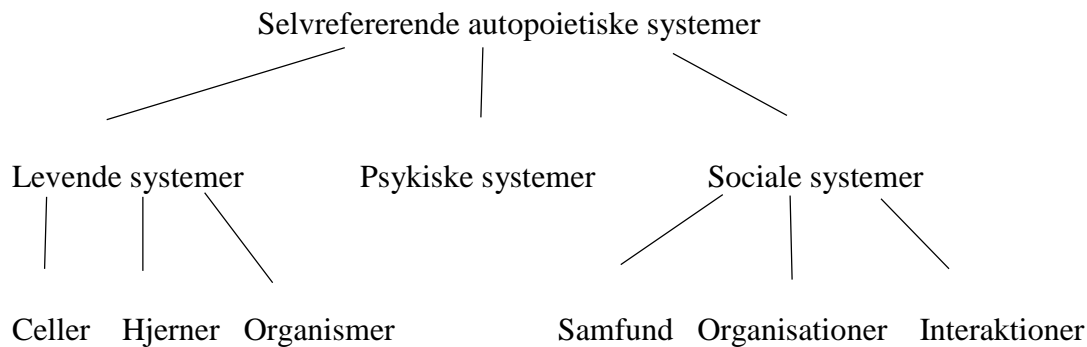 Selvrefererende autopoietiske systemer
Levende systemer Psykiske systemer Sociale systemer
Celler Hjerner Organismer Samfund Organisationer Interaktioner